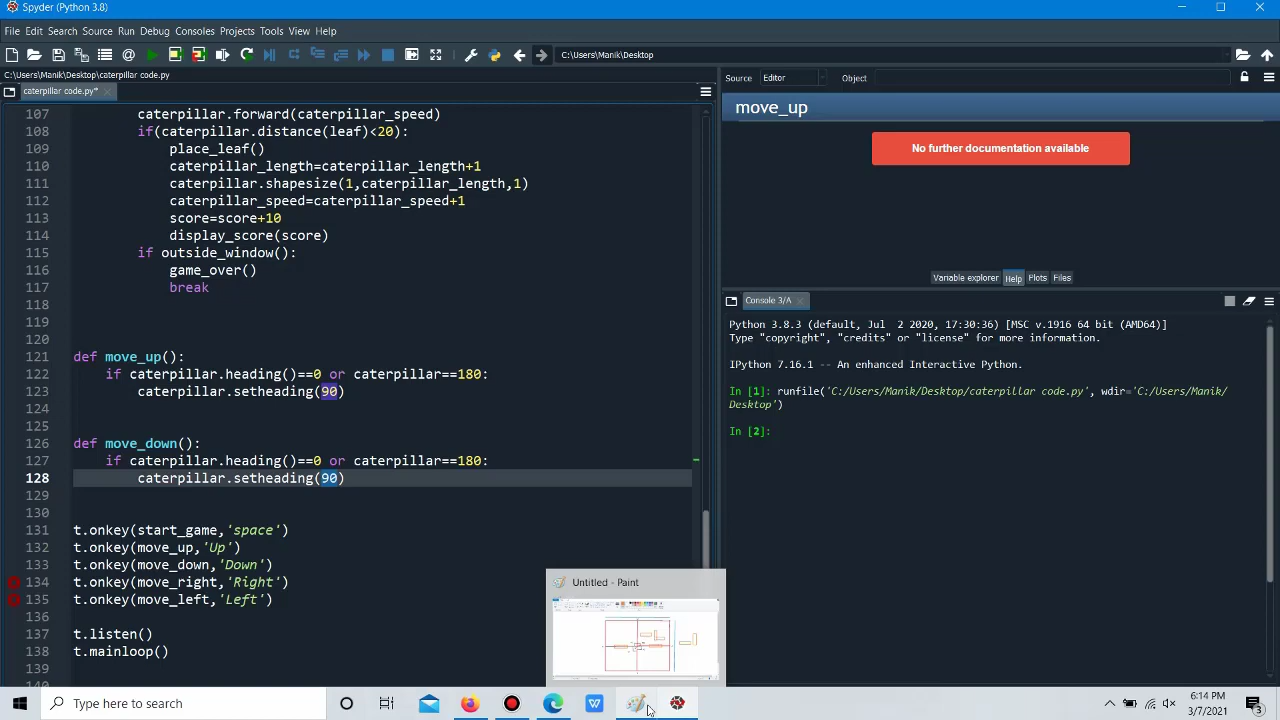 Spyder (Python 3.8)
File Edit Search Source Run Debug Consoles Projects Tools View Help
C:\Users\Manik\Desktop
C:\Users\Manik\Desktop\caterpillar code.py
caterpillar code.py*
107 caterpillar.forward(caterpillar_speed)
108 if(caterpillar.distance(leaf)<20):
109 place_leaf()
110 caterpillar_length=caterpillar_length+1
111 caterpillar.shapesize(1,caterpillar_length,1)
112 caterpillar_speed=caterpillar_speed+1
113 score=score+10
114 display_score(score)
115 if outside_window():
116 game_over()
117 break
118
119
120
121 def move_up():
122 if caterpillar.heading()==0 or caterpillar==180:
123 caterpillar.setheading(90)
124
125
126 def move_down():
127 if caterpillar.heading()==0 or caterpillar==180:
128 caterpillar.setheading(90)
129
130
131 t.onkey(start_game,'space')
132 t.onkey(move_up,'Up')
133 t.onkey(move_down,'Down')
134 t.onkey(move_right,'Right')
135 t.onkey(move_left,'Left')
136
137 t.listen()
138 t.mainloop()
139
140
Source Editor Object
move_up
No further documentation available
Variable explorer Help Plots Files
Console 3/A
Python 3.8.3 (default, Jul 2 2020, 17:30:36) [MSC v.1916 64 bit (AMD64)]
Type "copyright", "credits" or "license" for more information.
IPython 7.16.1 -- An enhanced Interactive Python.
In [1]: runfile('C:/Users/Manik/Desktop/caterpillar code.py', wdir='C:/Users/Manik/
Desktop')
In [2]:
Untitled - Paint
Type here to search
6:14 PM
3/7/2021
3